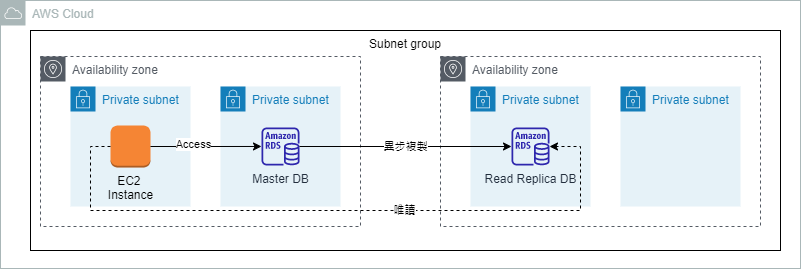 AWS Cloud
Subnet group
Availability zone
Availability zone
Private subnet
Private subnet
Private subnet
Private subnet
Amazon
RDS
Amazon
RDS
Access
異步複製
EC2
Instance
Master DB
Read Replica DB
唯讀